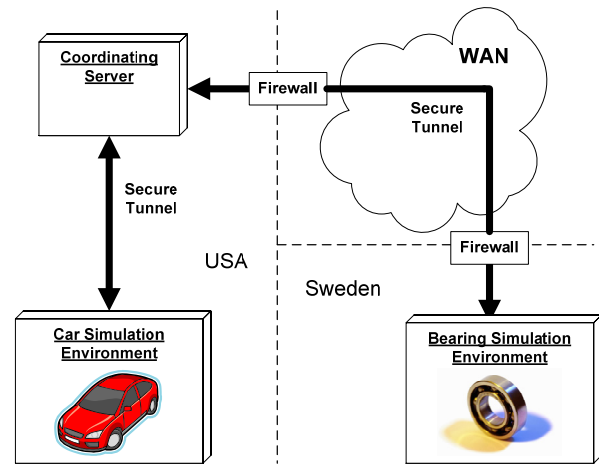 Coordinating
Server
Firewall
WAN
Secure
Tunnel
Secure
Tunnel
USA
Firewall
Sweden
Car Simulation
Environment
Bearing Simulation
Environment